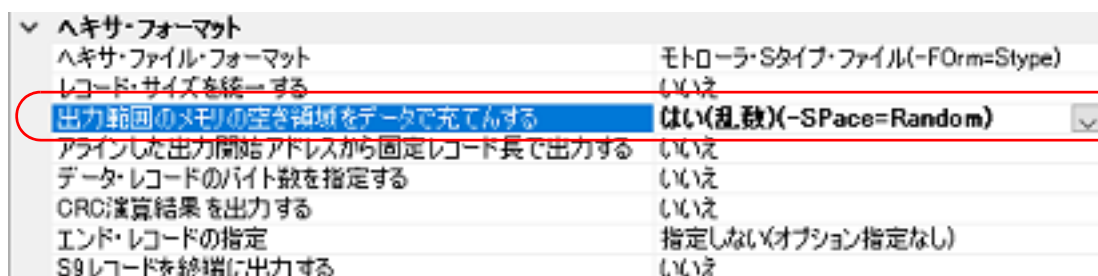 ヘキサ・フォーマット
ヘキサ・ファイル・フォーマット モトローラ・Sタイプ・ファイル(-FOrm=Stype)
レコード・サイズを統一する いいえ
出力範囲のメモリの空き領域をデータで充てんする はい(乱数)(-SPace=Random)
アラインした出力開始アドレスから固定レコード長で出力する いいえ
データ・レコードのバイト数を指定する いいえ
CRC演算結果を出力する いいえ
エンド・レコードの指定 指定しない(オプション指定なし)
S9レコードを終端に出力する いいえ